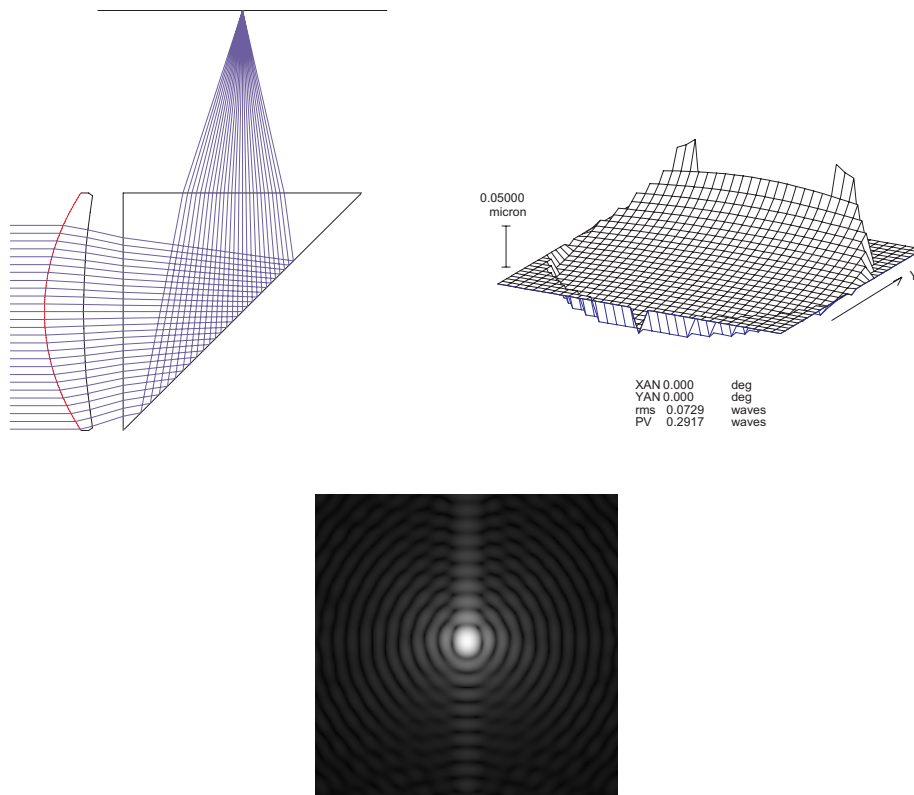 0.05000
micron
Y
XAN 0.000 deg
YAN 0.000 deg
rms 0.0729 waves
PV 0.2917 waves